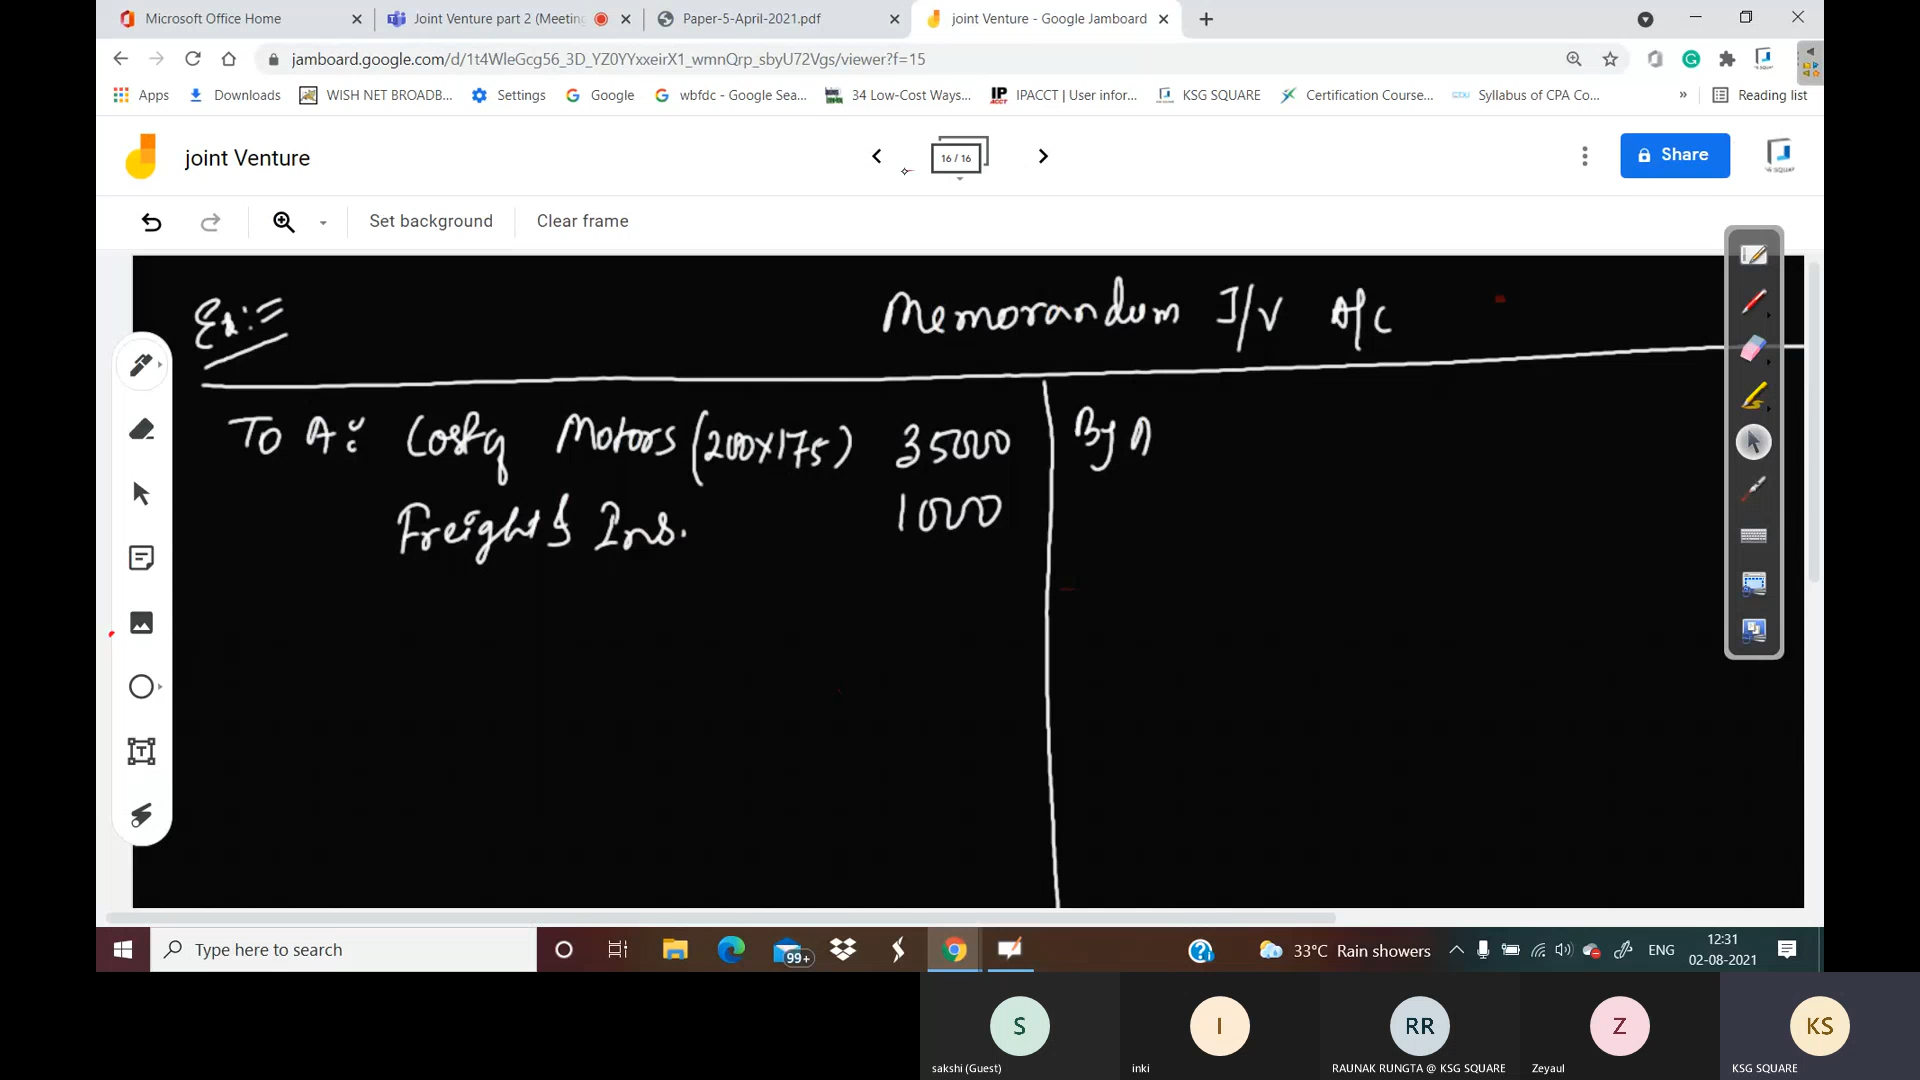 Microsoft Office Home
Joint Venture part 2 (Meeting
Paper-5-April-2021.pdf
joint Venture - Google Jamboard
jamboard.google.com/d/1t4WleGcg56_3D_YZ0YYxxeirX1_wmnQrp_sbyU72Vgs/viewer?f=15
Apps
Downloads
WISH NET BROADB...
Settings
Google
wbfdc - Google Sea...
34 Low-Cost Ways...
IPACCT | User infor...
KSG SQUARE
Certification Course...
Syllabus of CPA Co...
»
Reading list
joint Venture
16 / 16
Share
Set background
Clear frame
Ex:=
Memorandum J/V A/c
To A: Cost of Motors (200x175) 35000
Freight & Ins. 1000
By A
Type here to search
99+
33°C Rain showers
ENG
12:31
02-08-2021
S
I
RR
Z
KS
sakshi (Guest)
inki
RAUNAK RUNGTA @ KSG SQUARE
Zeyaul
KSG SQUARE